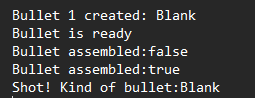 Bullet 1 created: Blank
Bullet is ready
Bullet assembled:false
Bullet assembled:true
Shot! Kind of bullet:Blank